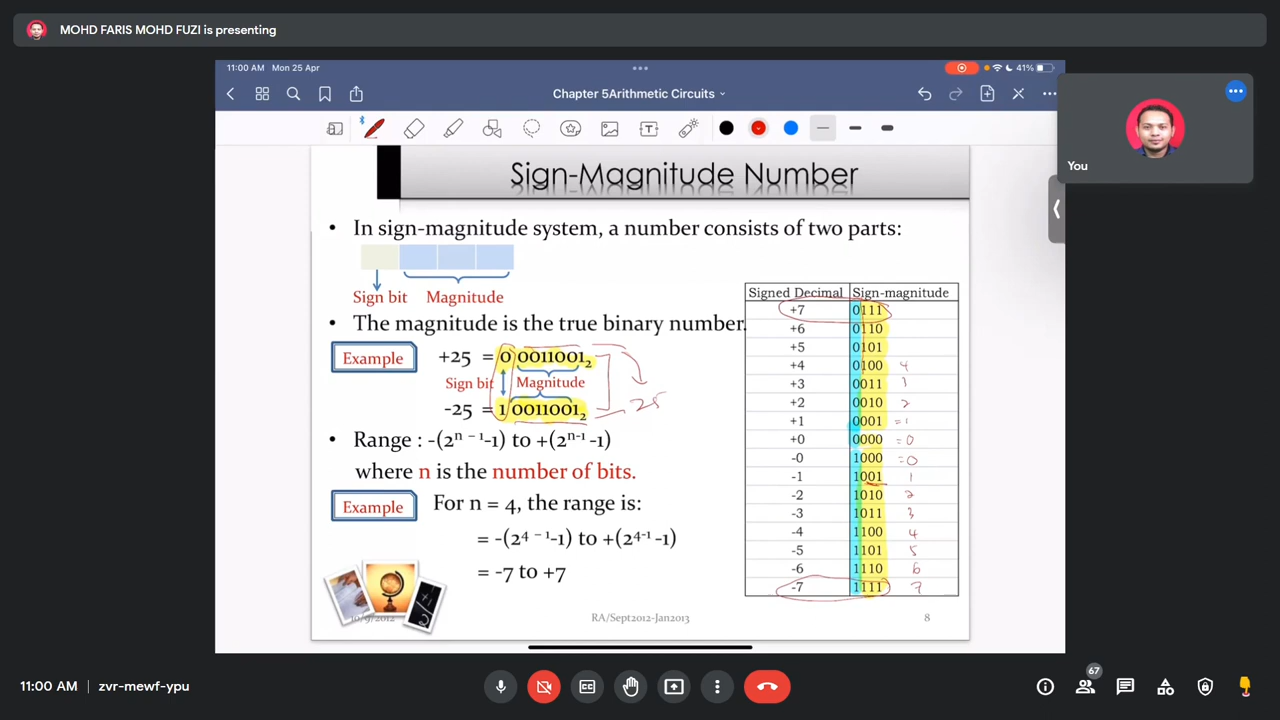 MOHD FARIS MOHD FUZI is presenting
11:00 AM Mon 25 Apr
41%
Chapter 5Arithmetic Circuits
You
Sign-Magnitude Number
• In sign-magnitude system, a number consists of two parts:
Sign bit Magnitude
• The magnitude is the true binary number.
Example
+25 = 0 0011001₂
Sign bit Magnitude
-25 = 1 0011001₂
25
• Range : -(2ⁿ ⁻ ¹-1) to +(2ⁿ⁻¹ -1)
where n is the number of bits.
Example
For n = 4, the range is:
= -(2⁴ ⁻ ¹-1) to +(2⁴⁻¹ -1)
= -7 to +7
Signed Decimal Sign-magnitude
+7 0111
+6 0110
+5 0101
+4 0100 4
+3 0011
+2 0010 2
+1 0001 =1
+0 0000 =0
-0 1000 =0
-1 1001 1
-2 1010 2
-3 1011 3
-4 1100 4
-5 1101 5
-6 1110 6
-7 1111 7
10/9/2012
RA/Sept2012-Jan2013
8
11:00 AM | zvr-mewf-ypu
67